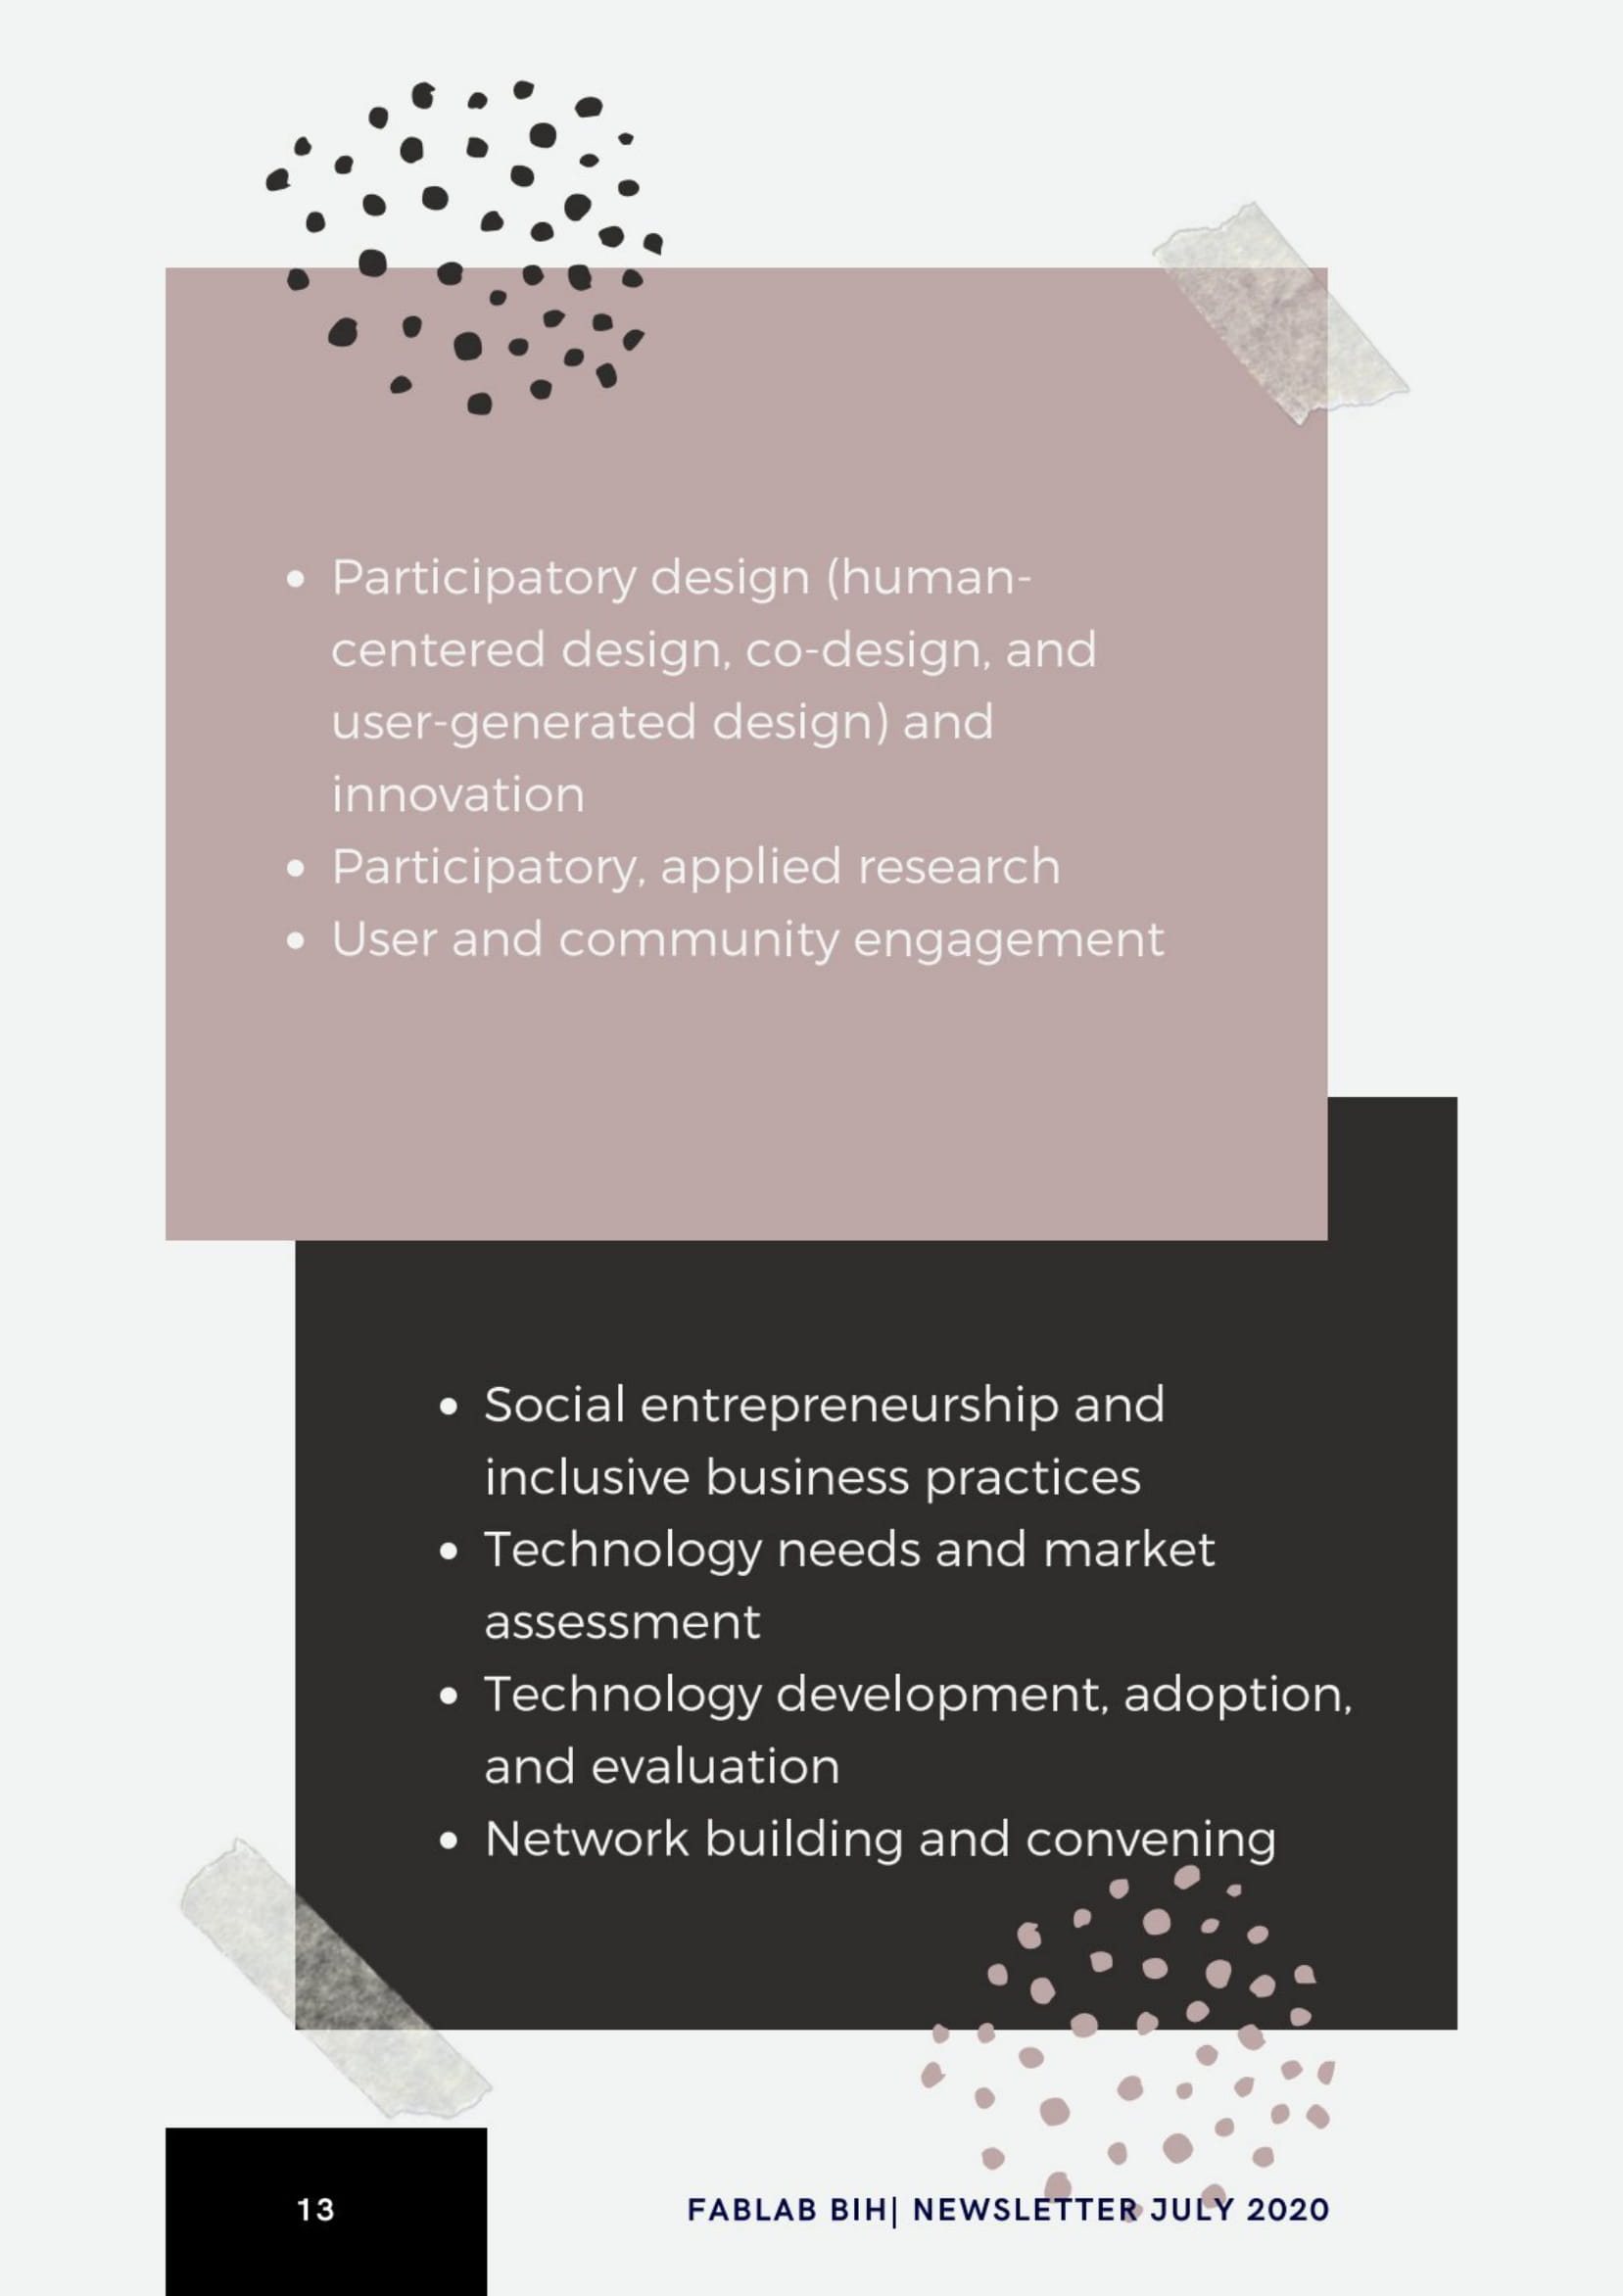 • Participatory design (human-
centered design, co-design, and
user-generated design) and
innovation
• Participatory, applied research
• User and community engagement
• Social entrepreneurship and
inclusive business practices
• Technology needs and market
assessment
• Technology development, adoption,
and evaluation
• Network building and convening
13
FABLAB BIH| NEWSLETTER JULY 2020